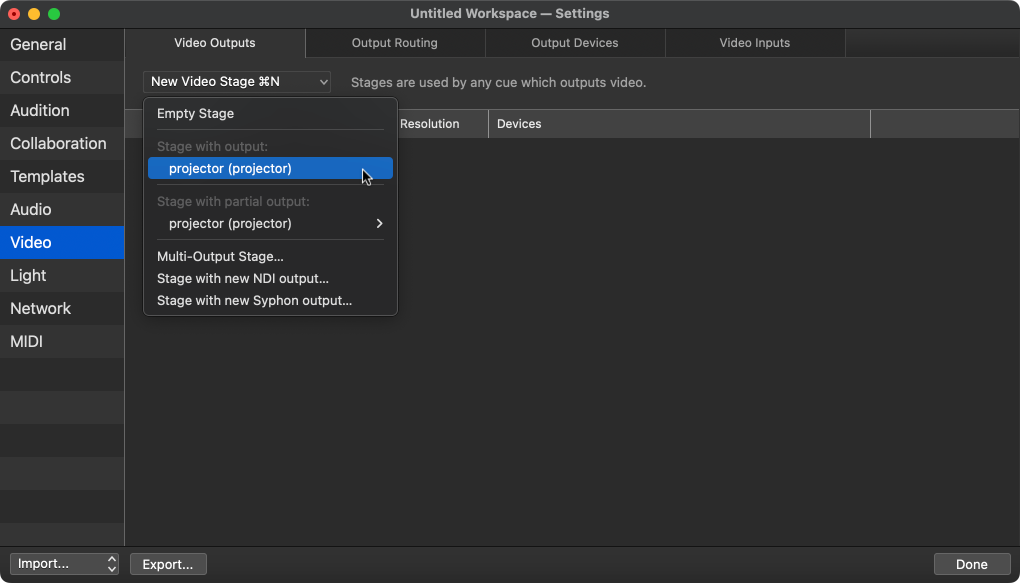 Untitled Workspace — Settings
General
Controls
Audition
Collaboration
Templates
Audio
Video
Light
Network
MIDI
Video Outputs
Output Routing
Output Devices
Video Inputs
New Video Stage ⌘N
Stages are used by any cue which outputs video.
Resolution
Devices
Empty Stage
Stage with output:
projector (projector)
Stage with partial output:
projector (projector)
Multi-Output Stage...
Stage with new NDI output...
Stage with new Syphon output...
Import...
Export...
Done